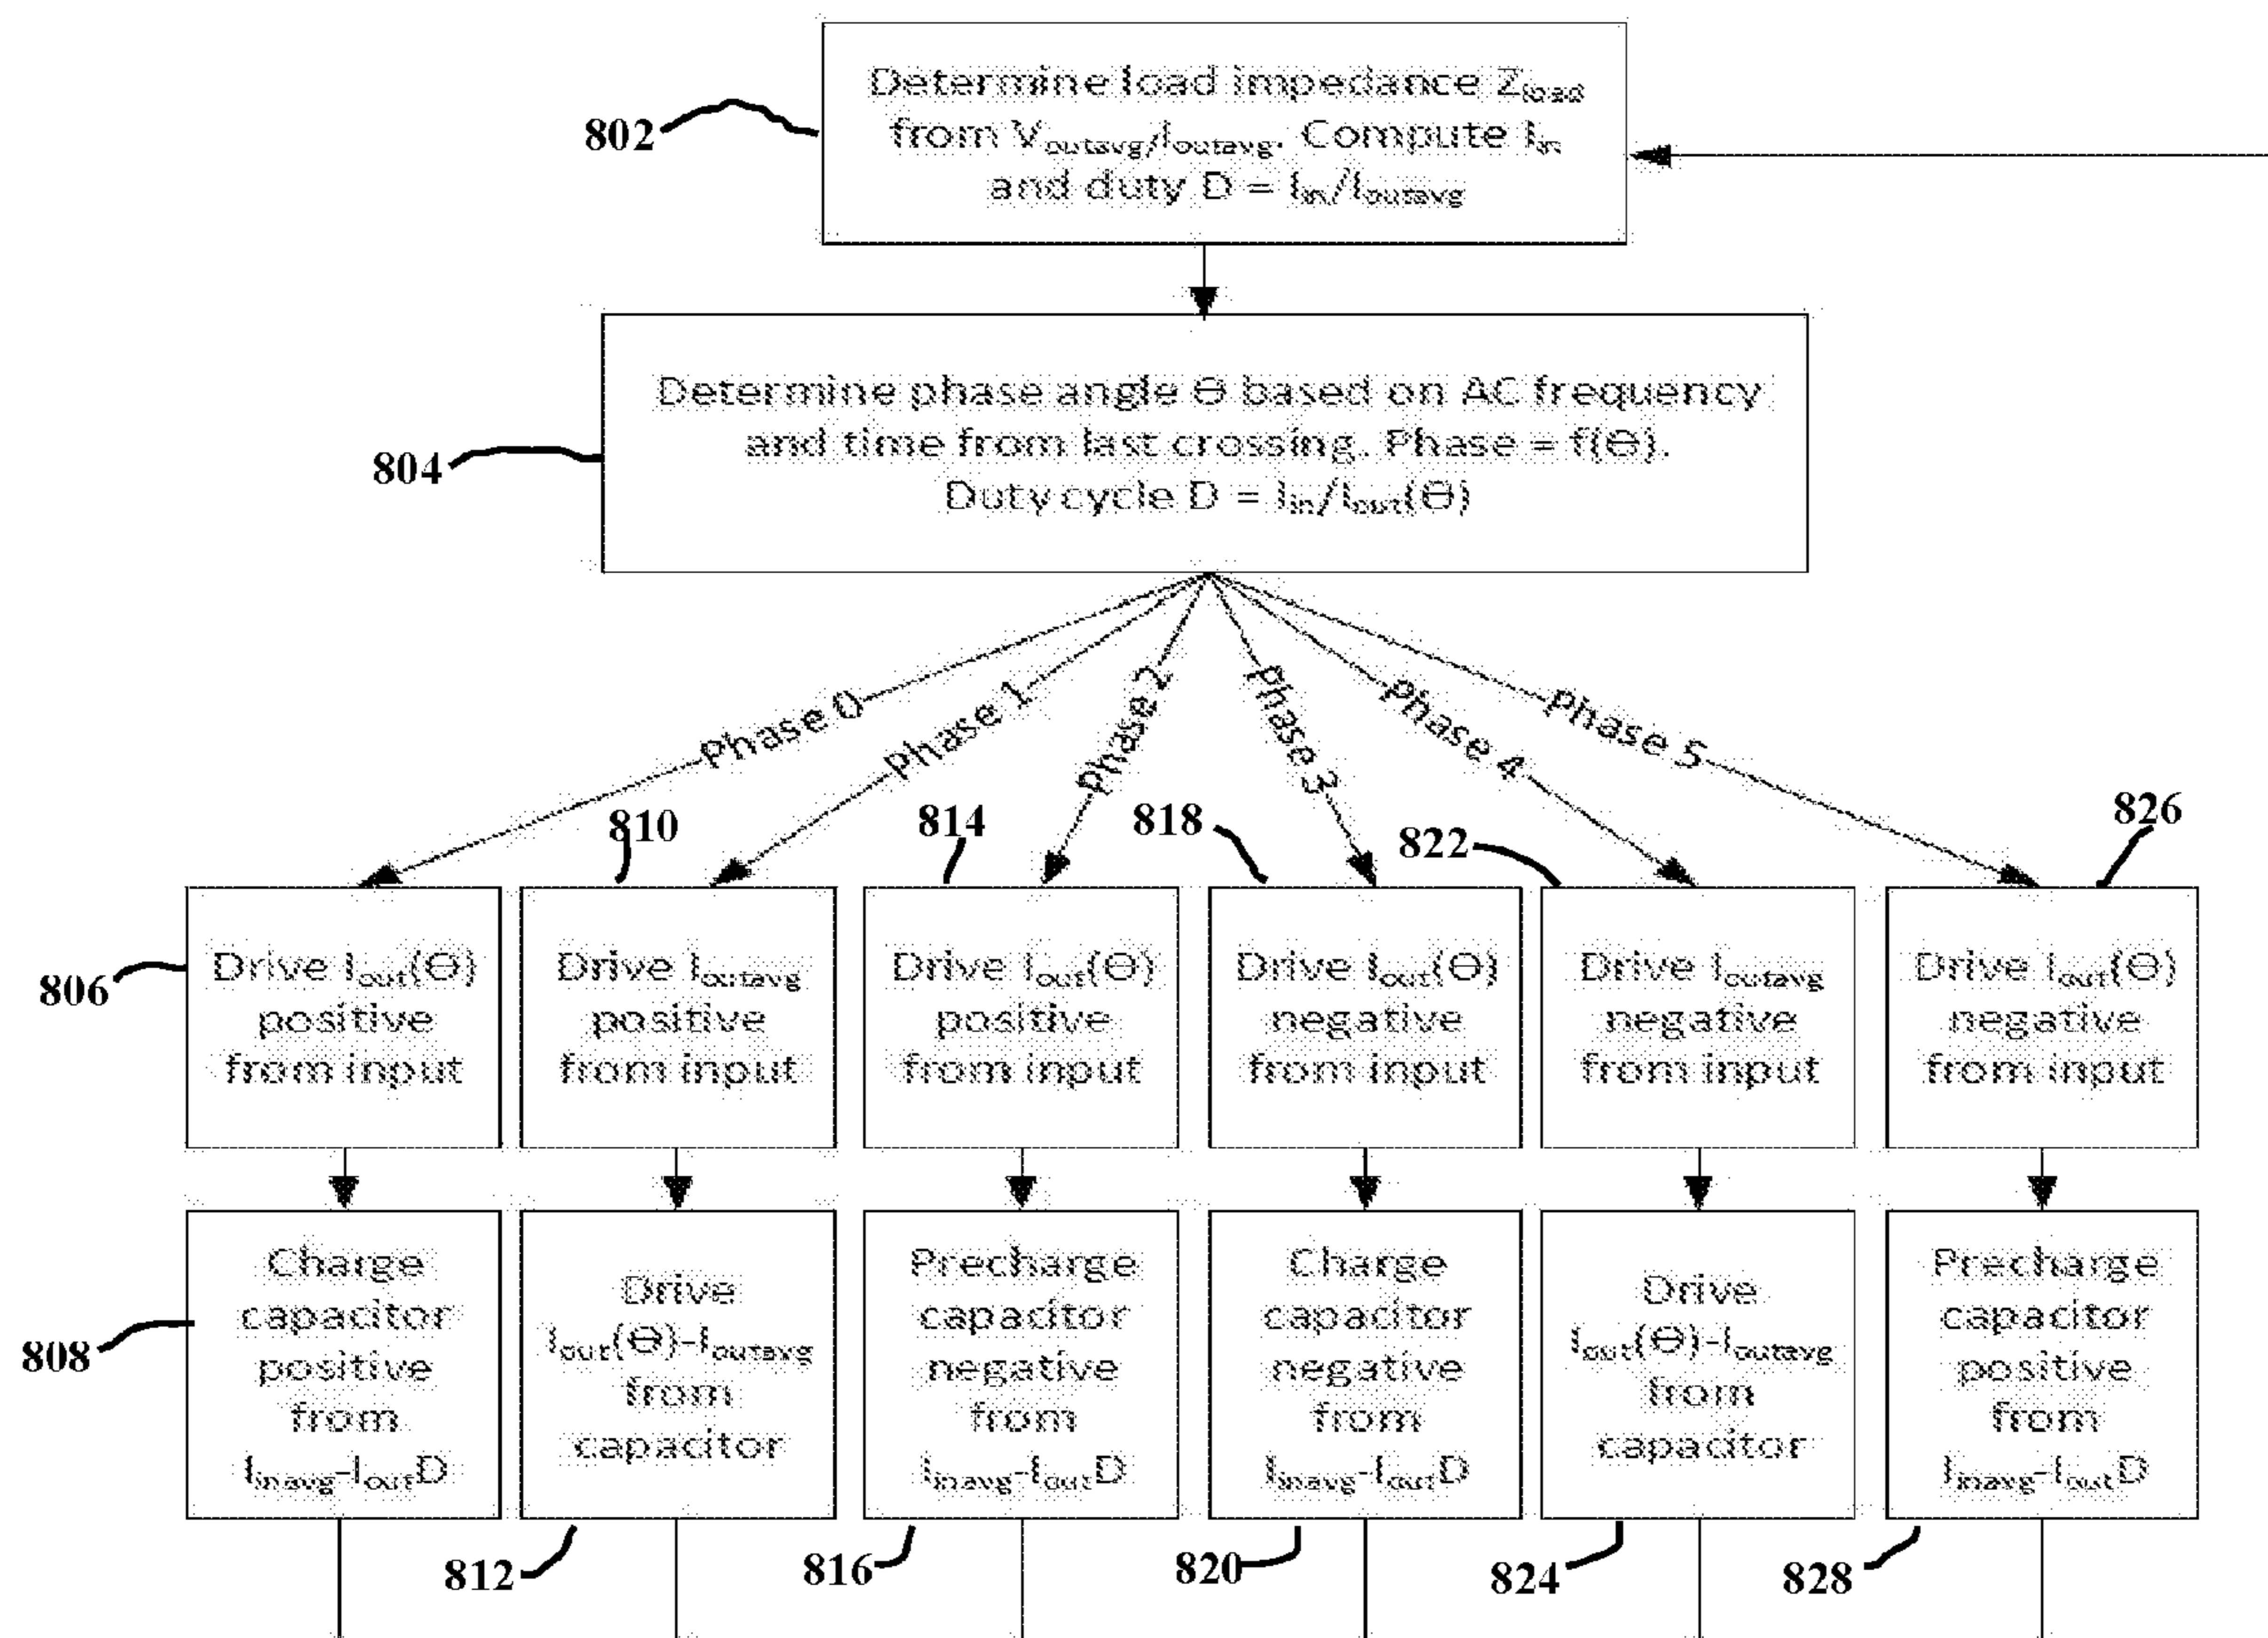 Determine load impedance Zload
from Voutavg/Ioutavg. Compute Iin
and duty D = Iin/Ioutavg
802
Determine phase angle Θ based on AC frequency
and time from last crossing. Phase = f(Θ).
Duty cycle D = Iin/Iout(Θ)
804
Phase 0
Phase 1
Phase 2
Phase 3
Phase 4
Phase 5
810
814
818
822
826
806
Drive Iout(Θ)
positive
from input
Drive Ioutavg
positive
from input
Drive Iout(Θ)
positive
from input
Drive Iout(Θ)
negative
from input
Drive Ioutavg
negative
from input
Drive Iout(Θ)
negative
from input
808
Charge
capacitor
positive
from
Iinavg-IoutD
Drive
Iout(Θ)-Ioutavg
from
capacitor
Precharge
capacitor
negative
from
Iinavg-IoutD
Charge
capacitor
negative
from
Iinavg-IoutD
Drive
Iout(Θ)-Ioutavg
from
capacitor
Precharge
capacitor
positive
from
Iinavg-IoutD
812
816
820
824
828